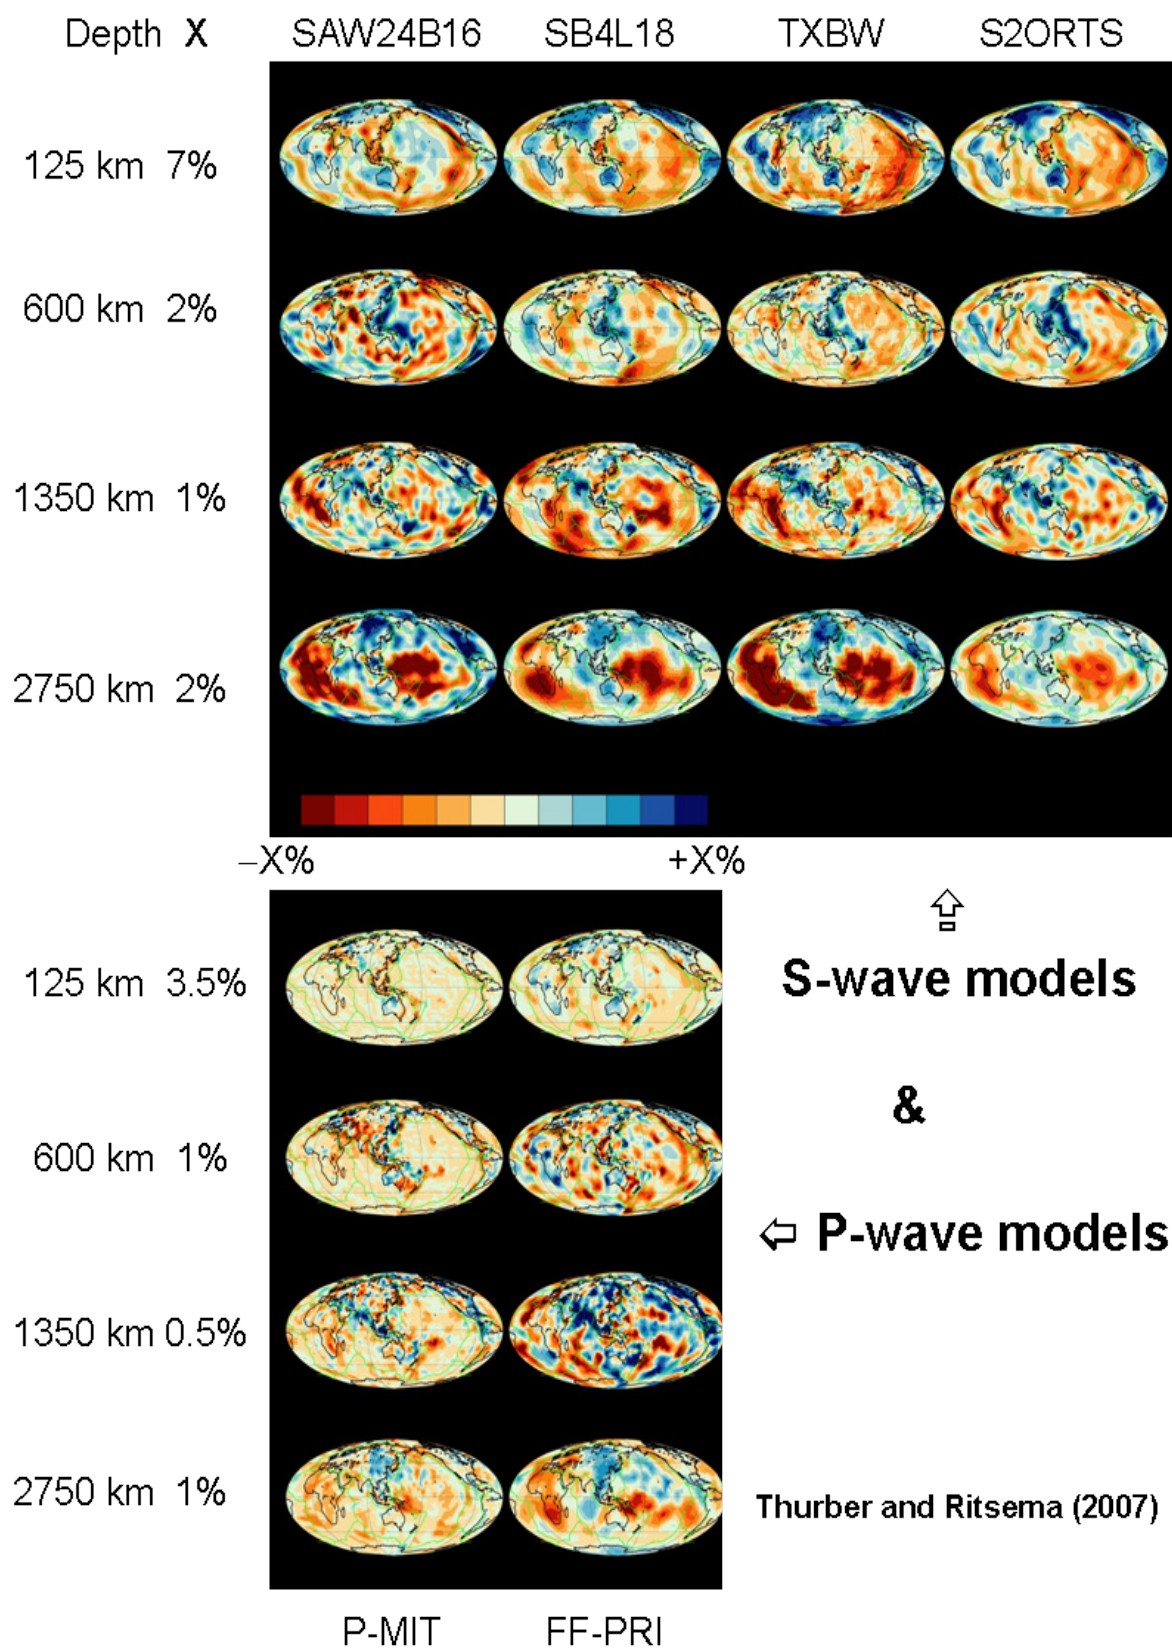 Depth X SAW24B16 SB4L18 TXBW S2ORTS
125 km 7%
600 km 2%
1350 km 1%
2750 km 2%
–X% +X%
S-wave models
125 km 3.5%
&
600 km 1%
P-wave models
1350 km 0.5%
2750 km 1%
Thurber and Ritsema (2007)
P-MIT FF-PRI